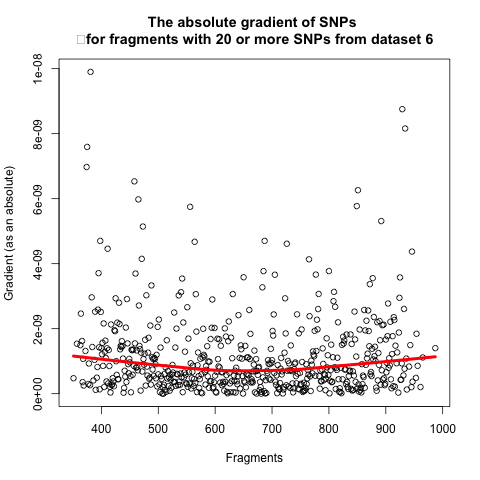 The absolute gradient of SNPs
□for fragments with 20 or more SNPs from dataset 6
Gradient (as an absolute)
1e-08
8e-09
6e-09
4e-09
2e-09
0e+00
400 500 600 700 800 900 1000
Fragments